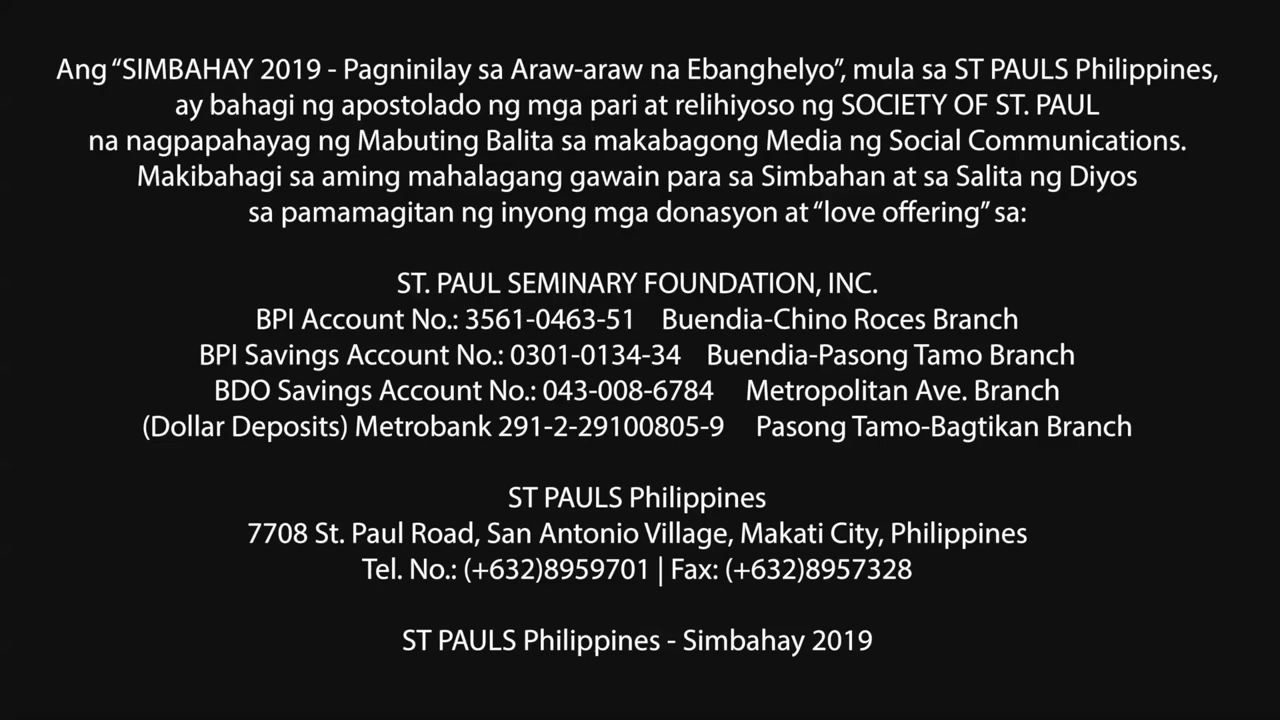 Ang “SIMBAHAY 2019 - Pagninilay sa Araw-araw na Ebanghelyo”, mula sa ST PAULS Philippines,
ay bahagi ng apostolado ng mga pari at relihiyoso ng SOCIETY OF ST. PAUL
na nagpapahayag ng Mabuting Balita sa makabagong Media ng Social Communications.
Makibahagi sa aming mahalagang gawain para sa Simbahan at sa Salita ng Diyos
sa pamamagitan ng inyong mga donasyon at “love offering” sa:
ST. PAUL SEMINARY FOUNDATION, INC.
BPI Account No.: 3561-0463-51 Buendia-Chino Roces Branch
BPI Savings Account No.: 0301-0134-34 Buendia-Pasong Tamo Branch
BDO Savings Account No.: 043-008-6784 Metropolitan Ave. Branch
(Dollar Deposits) Metrobank 291-2-29100805-9 Pasong Tamo-Bagtikan Branch
ST PAULS Philippines
7708 St. Paul Road, San Antonio Village, Makati City, Philippines
Tel. No.: (+632)8959701 | Fax: (+632)8957328
ST PAULS Philippines - Simbahay 2019